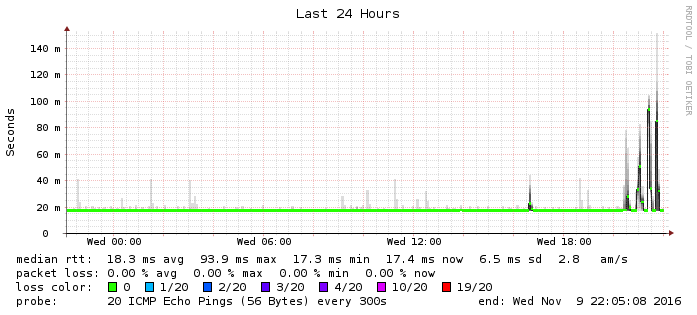 Last 24 Hours
RRDTOOL / TOBI OETIKER
Seconds
140 m
120 m
100 m
80 m
60 m
40 m
20 m
0
Wed 00:00 Wed 06:00 Wed 12:00 Wed 18:00
median rtt: 18.3 ms avg 93.9 ms max 17.3 ms min 17.4 ms now 6.5 ms sd 2.8 am/s
packet loss: 0.00 % avg 0.00 % max 0.00 % min 0.00 % now
loss color: 0 1/20 2/20 3/20 4/20 10/20 19/20
probe: 20 ICMP Echo Pings (56 Bytes) every 300s end: Wed Nov 9 22:05:08 2016